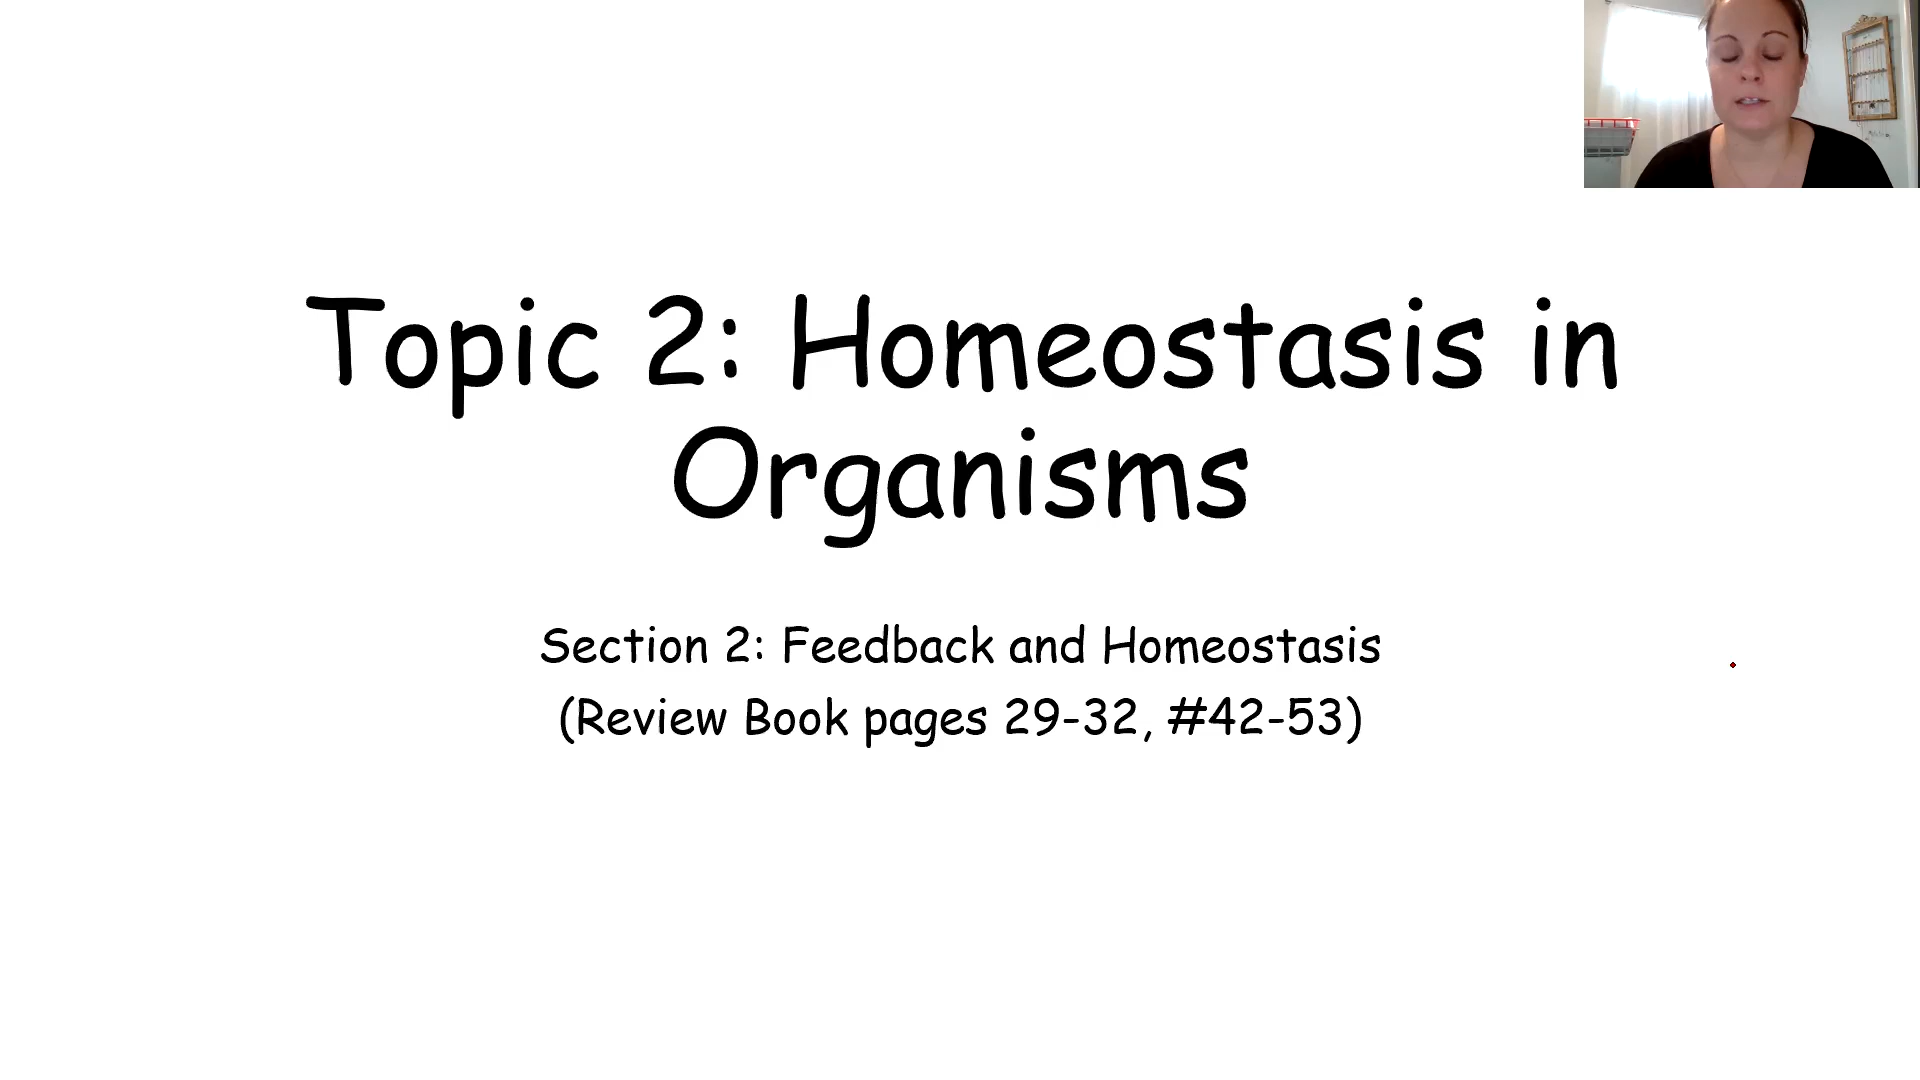 Topic 2: Homeostasis in
Organisms
Section 2: Feedback and Homeostasis
(Review Book pages 29-32, #42-53)